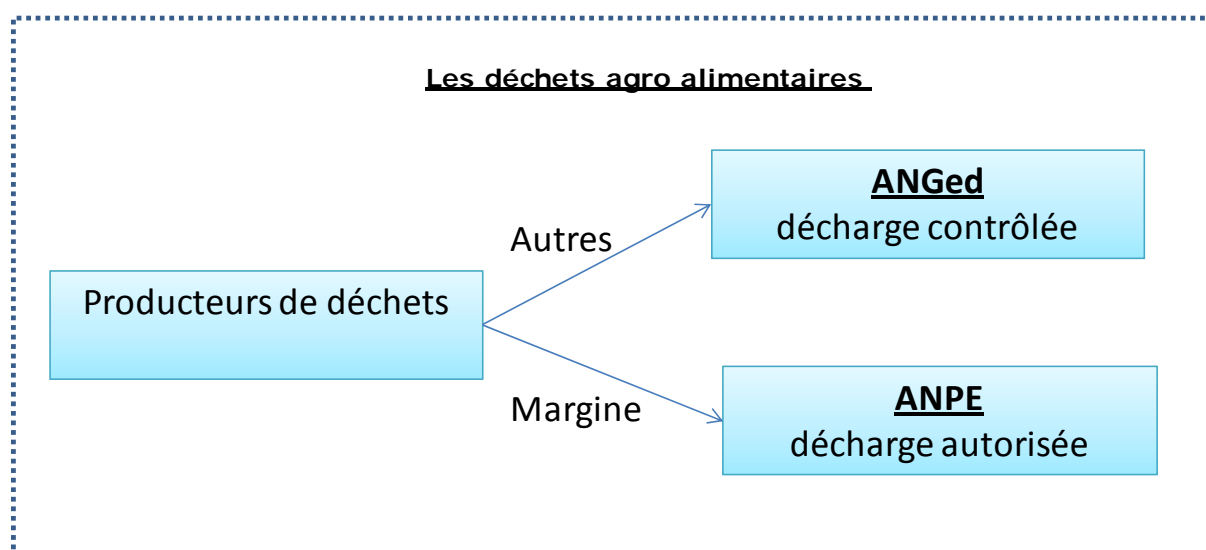 Les déchets agro alimentaires
ANGed
décharge contrôlée
Autres
Producteurs de déchets
Margine
ANPE
décharge autorisée